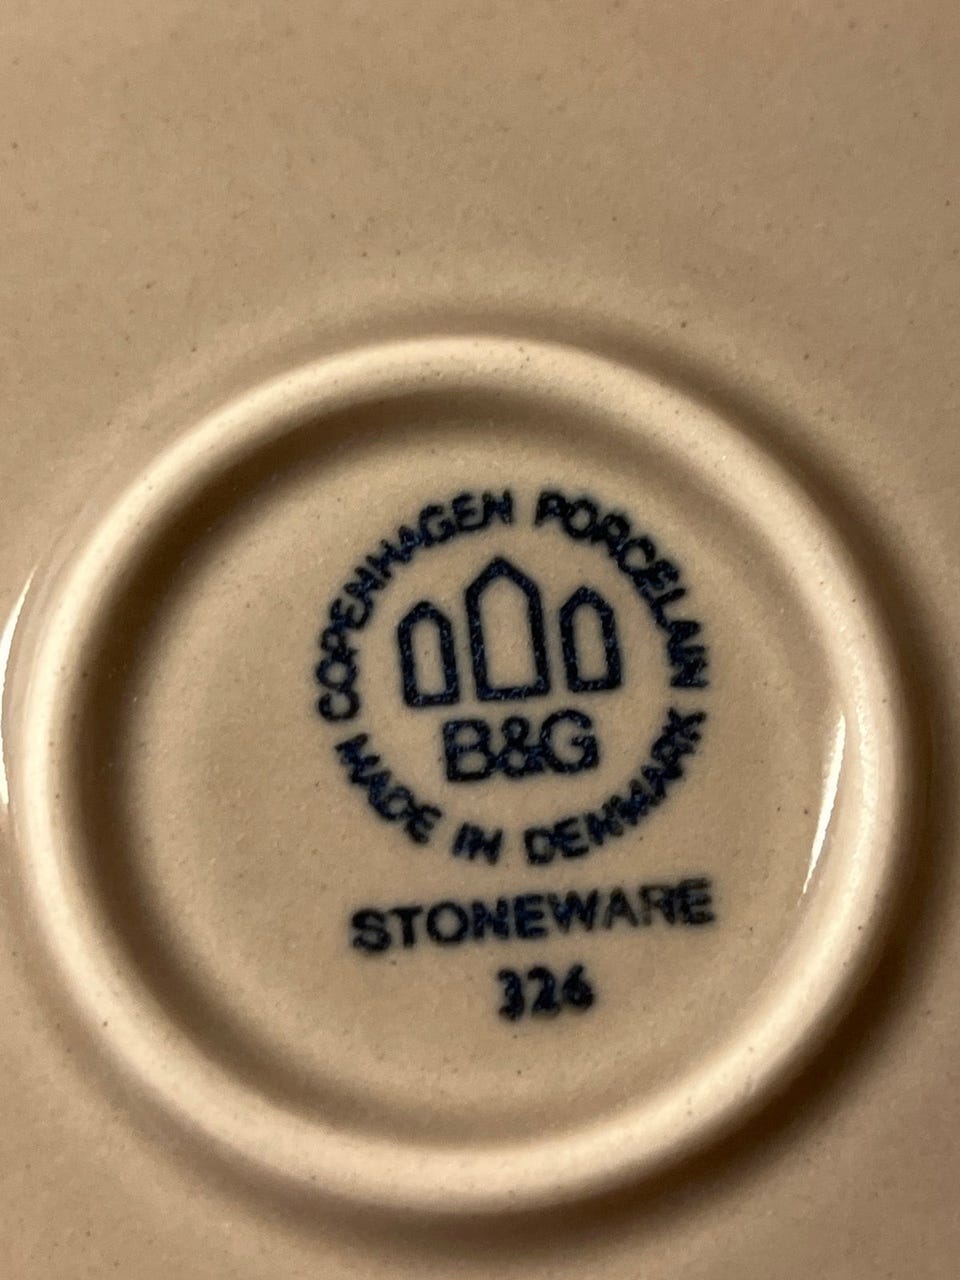 COPENHAGEN PORCELAIN
B&G
MADE IN DENMARK
STONEWARE
326